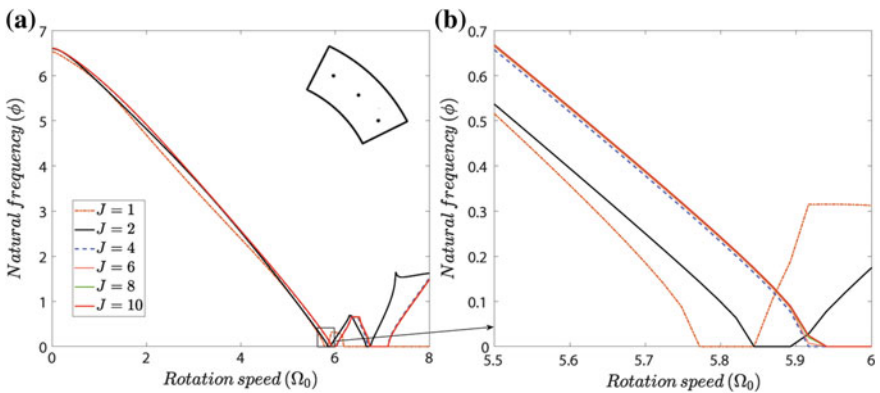 (a)
7
6
5
4
3
2
1
0
Natural frequency (ϕ)
J = 1
J = 2
J = 4
J = 6
J = 8
J = 10
0 2 4 6 8
Rotation speed (Ω₀)
(b)
0.7
0.6
0.5
0.4
0.3
0.2
0.1
0
Natural frequency (ϕ)
5.5 5.6 5.7 5.8 5.9 6
Rotation speed (Ω₀)